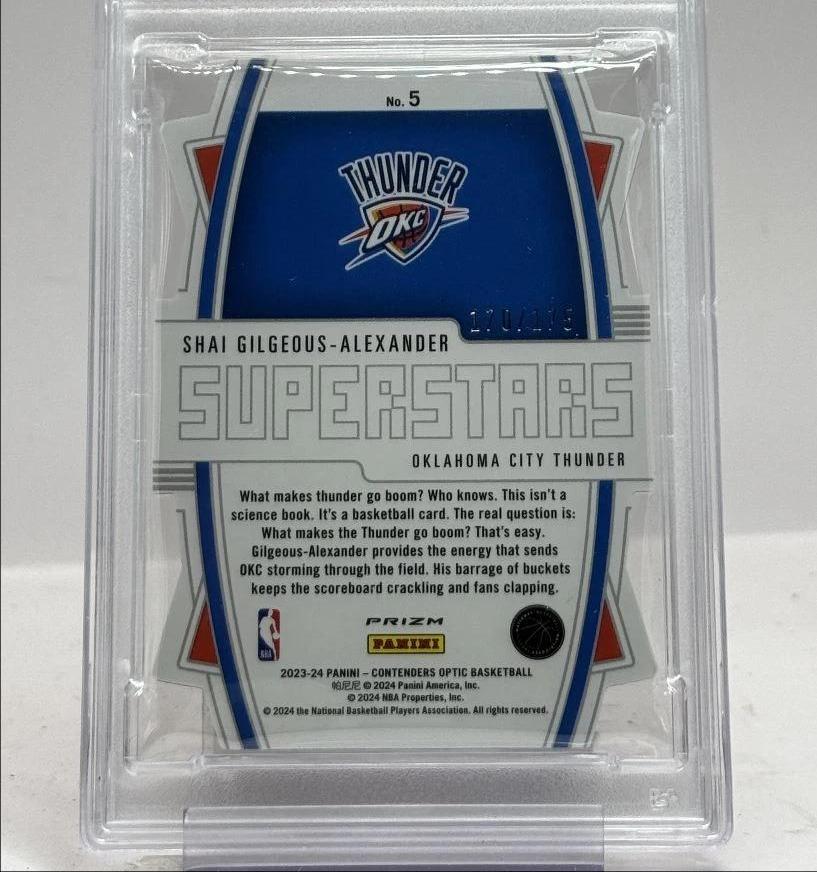 No. 5
THUNDER
OKC
170/175
SHAI GILGEOUS-ALEXANDER
SUPERSTARS
OKLAHOMA CITY THUNDER
What makes thunder go boom? Who knows. This isn't a
science book. It's a basketball card. The real question is:
What makes the Thunder go boom? That's easy.
Gilgeous-Alexander provides the energy that sends
OKC storming through the field. His barrage of buckets
keeps the scoreboard crackling and fans clapping.
PRIZM
NBA
PANINI
2023-24 PANINI – CONTENDERS OPTIC BASKETBALL
帕尼尼 © 2024 Panini America, Inc.
© 2024 NBA Properties, Inc.
© 2024 the National Basketball Players Association. All rights reserved.